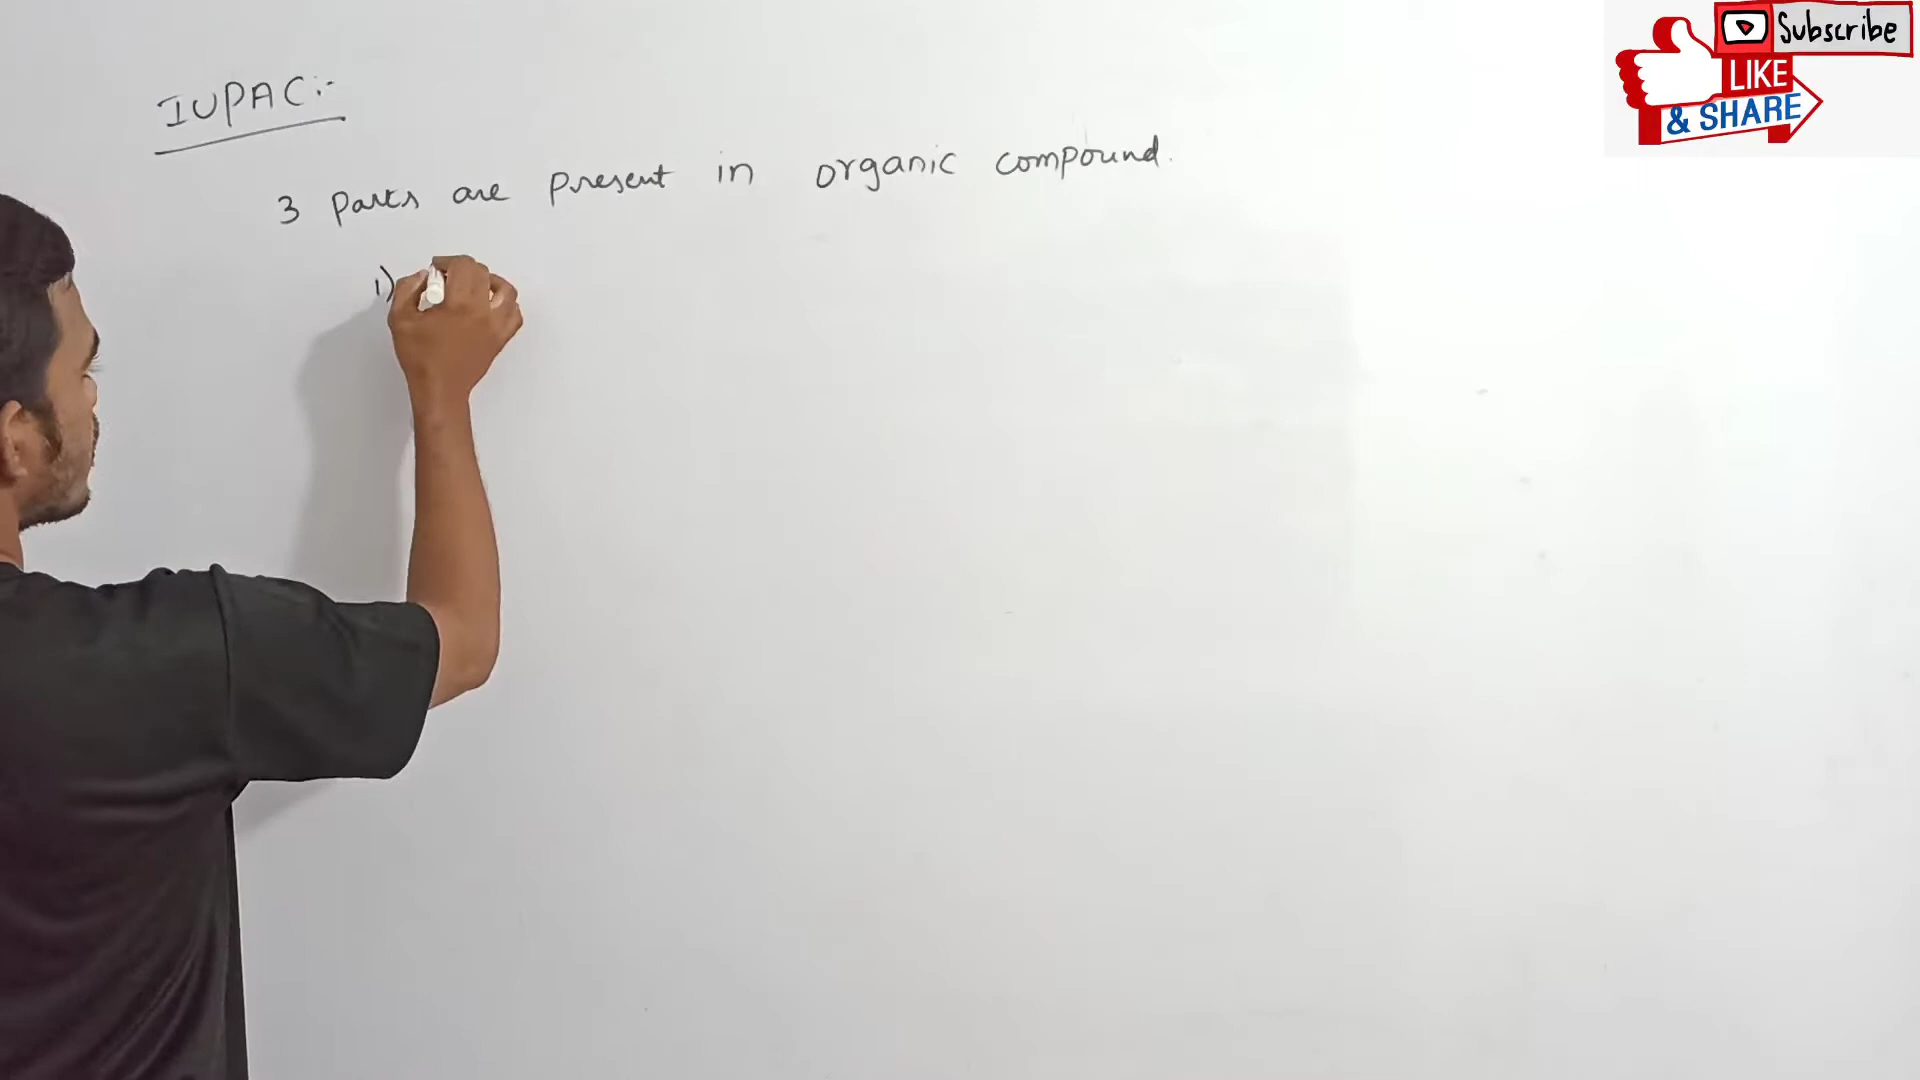 IUPAC:-
3 parts are present in organic compound.
1)
Subscribe
LIKE
& SHARE